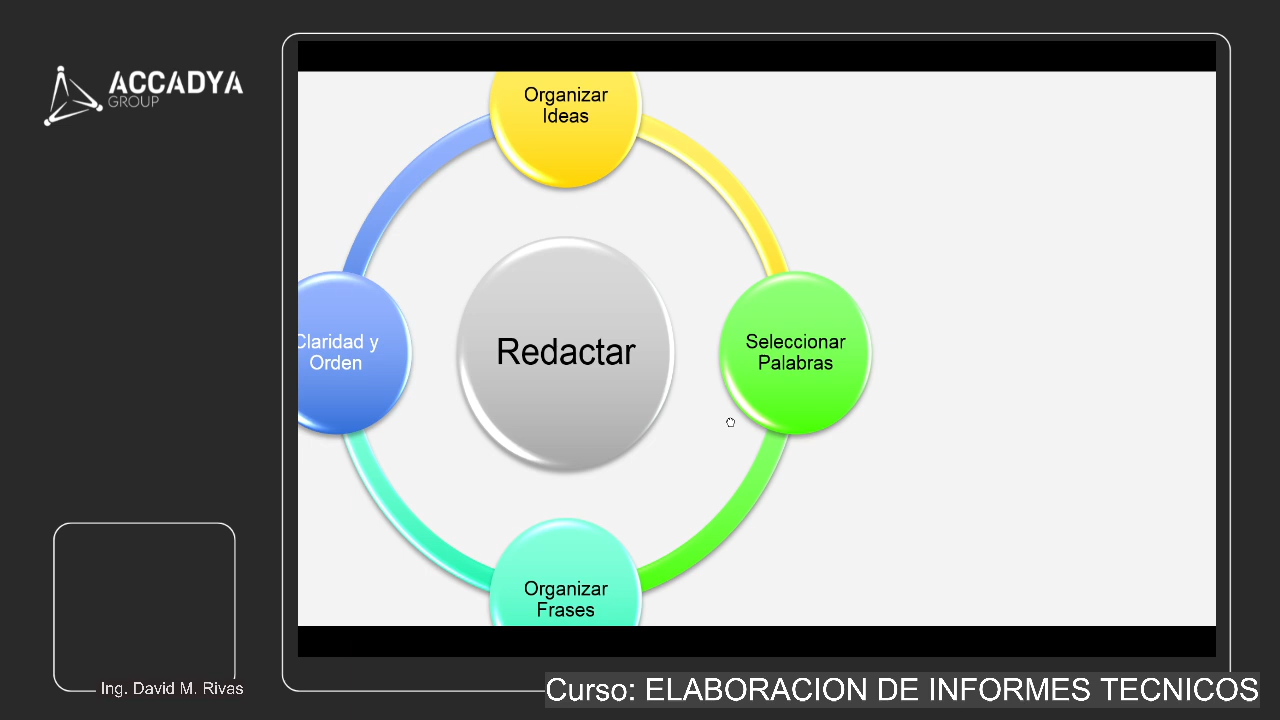 ACCADYA
GROUP
Organizar
Ideas
Claridad y
Orden
Redactar
Seleccionar
Palabras
Organizar
Frases
Ing. David M. Rivas
Curso: ELABORACION DE INFORMES TECNICOS